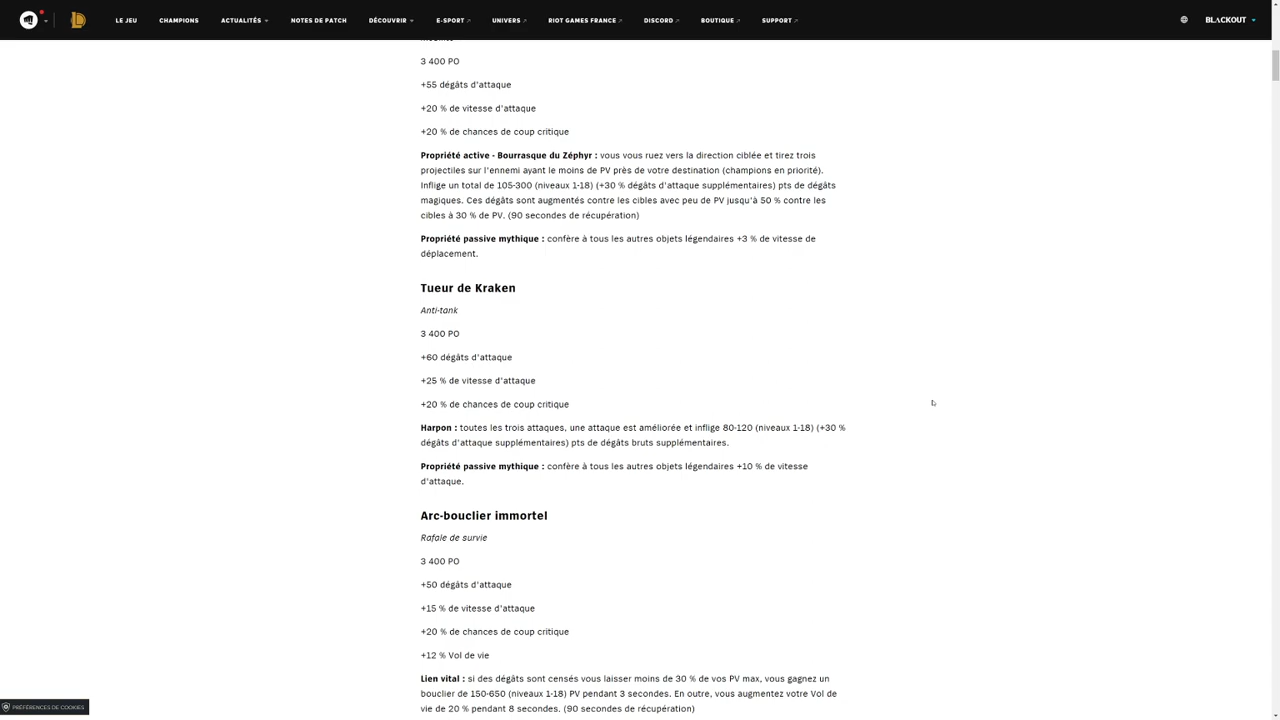 LE JEU CHAMPIONS ACTUALITÉS NOTES DE PATCH DÉCOUVRIR E-SPORT UNIVERS RIOT GAMES FRANCE DISCORD BOUTIQUE SUPPORT BLACKOUT
3 400 PO
+55 dégâts d'attaque
+20 % de vitesse d'attaque
+20 % de chances de coup critique
Propriété active - Bourrasque du Zéphyr : vous vous ruez vers la direction ciblée et tirez trois
projectiles sur l'ennemi ayant le moins de PV près de votre destination (champions en priorité).
Inflige un total de 105-300 (niveaux 1-18) (+30 % dégâts d'attaque supplémentaires) pts de dégâts
magiques. Ces dégâts sont augmentés contre les cibles avec peu de PV jusqu'à 50 % contre les
cibles à 30 % de PV. (90 secondes de récupération)
Propriété passive mythique : confère à tous les autres objets légendaires +3 % de vitesse de
déplacement.
Tueur de Kraken
Anti-tank
3 400 PO
+60 dégâts d'attaque
+25 % de vitesse d'attaque
+20 % de chances de coup critique
Harpon : toutes les trois attaques, une attaque est améliorée et inflige 80-120 (niveaux 1-18) (+30 %
dégâts d'attaque supplémentaires) pts de dégâts bruts supplémentaires.
Propriété passive mythique : confère à tous les autres objets légendaires +10 % de vitesse
d'attaque.
Arc-bouclier immortel
Rafale de survie
3 400 PO
+50 dégâts d'attaque
+15 % de vitesse d'attaque
+20 % de chances de coup critique
+12 % Vol de vie
Lien vital : si des dégâts sont censés vous laisser moins de 30 % de vos PV max, vous gagnez un
bouclier de 150-650 (niveaux 1-18) PV pendant 3 secondes. En outre, vous augmentez votre Vol de
vie de 20 % pendant 8 secondes. (90 secondes de récupération)
PRÉFÉRENCES DE COOKIES